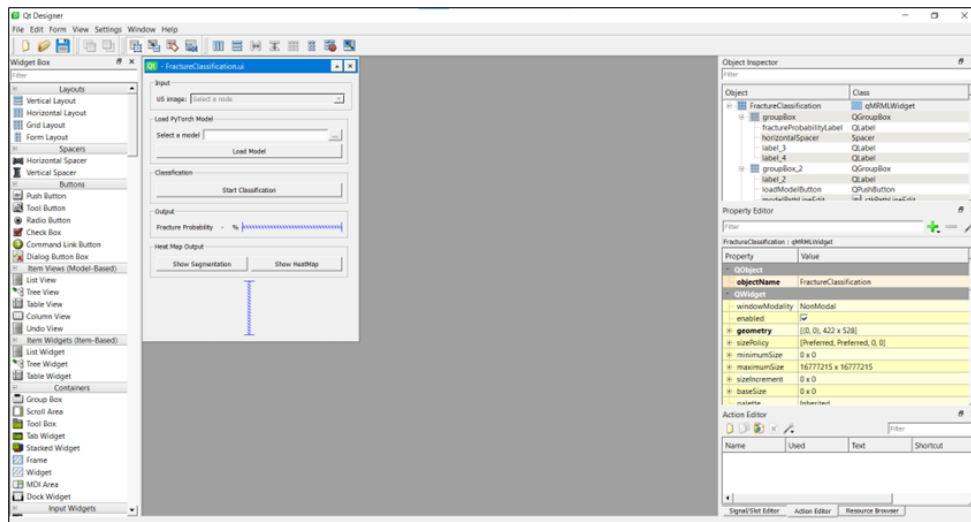 Qt Designer
File Edit Form View Settings Window Help
Widget Box
Filter
Layouts
Vertical Layout
Horizontal Layout
Grid Layout
Form Layout
Spacers
Horizontal Spacer
Vertical Spacer
Buttons
Push Button
Tool Button
Radio Button
Check Box
Command Link Button
Dialog Button Box
Item Views (Model-Based)
List View
Tree View
Table View
Column View
Undo View
Item Widgets (Item-Based)
List Widget
Tree Widget
Table Widget
Containers
Group Box
Scroll Area
Tool Box
Tab Widget
Stacked Widget
Frame
Widget
MDI Area
Dock Widget
Input Widgets
Qt - FractureClassification.ui
Input
US image: Select a node
Load PyTorch Model
Select a model ...
Load Model
Classification
Start Classification
Output
Fracture Probability - %
Heat Map Output
Show Segmentation Show HeatMap
Object Inspector
Filter
Object Class
FractureClassification qMRMLWidget
groupBox QGroupBox
fractureProbabilityLabel QLabel
horizontalSpacer Spacer
label_3 QLabel
label_4 QLabel
groupBox_2 QGroupBox
label_2 QLabel
loadModelButton QPushButton
modelPathLineEdit ctkPathLineEdit
Property Editor
Filter
FractureClassification : qMRMLWidget
Property Value
QObject
objectName FractureClassification
QWidget
windowModality NonModal
enabled
geometry [(0, 0), 422 x 528]
sizePolicy [Preferred, Preferred, 0, 0]
minimumSize 0 x 0
maximumSize 16777215 x 16777215
sizeIncrement 0 x 0
baseSize 0 x 0
palette Inherited
Action Editor
Filter
Name Used Text Shortcut
Signal/Slot Editor Action Editor Resource Browser